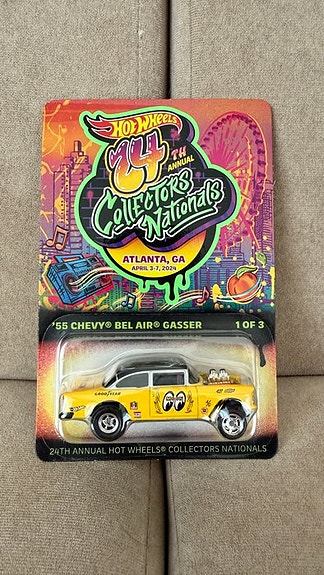 Hot Wheels
24TH
ANNUAL
Collectors
Nationals
ATLANTA, GA
APRIL 3-7, 2024
'55 CHEVY® BEL AIR® GASSER 1 OF 3
GOODYEAR
24TH ANNUAL HOT WHEELS® COLLECTORS NATIONALS